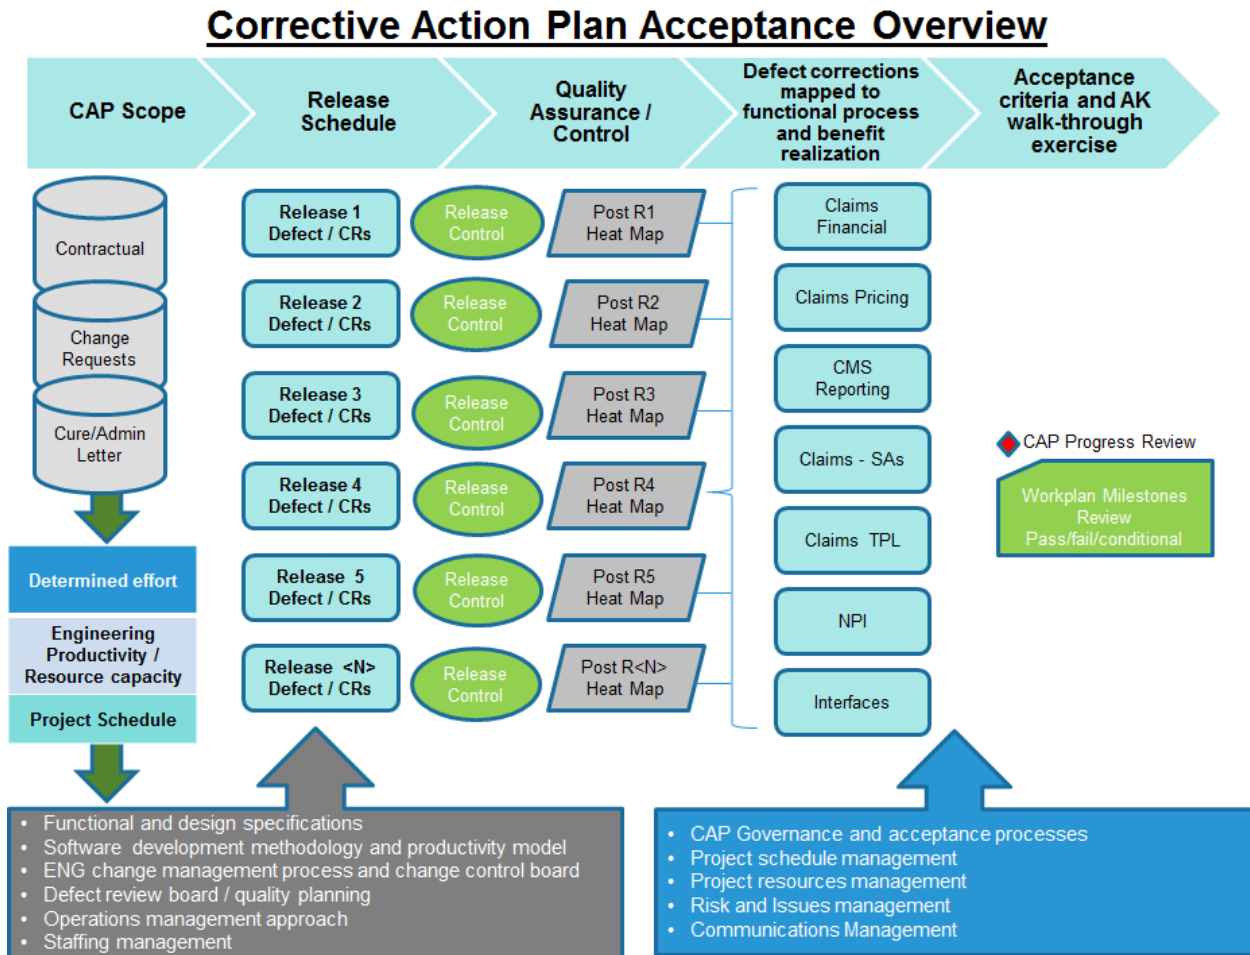 Corrective Action Plan Acceptance Overview
CAP Scope
Release
Schedule
Quality
Assurance /
Control
Defect corrections
mapped to
functional process
and benefit
realization
Acceptance
criteria and AK
walk-through
exercise
Contractual
Change
Requests
Cure/Admin
Letter
Determined effort
Engineering
Productivity /
Resource capacity
Project Schedule
Release 1
Defect / CRs
Release
Control
Post R1
Heat Map
Release 2
Defect / CRs
Release
Control
Post R2
Heat Map
Release 3
Defect / CRs
Release
Control
Post R3
Heat Map
Release 4
Defect / CRs
Release
Control
Post R4
Heat Map
Release 5
Defect / CRs
Release
Control
Post R5
Heat Map
Release <N>
Defect / CRs
Release
Control
Post R<N>
Heat Map
Claims
Financial
Claims Pricing
CMS
Reporting
Claims - SAs
Claims TPL
NPI
Interfaces
CAP Progress Review
Workplan Milestones
Review
Pass/fail/conditional
• Functional and design specifications
• Software development methodology and productivity model
• ENG change management process and change control board
• Defect review board / quality planning
• Operations management approach
• Staffing management
• CAP Governance and acceptance processes
• Project schedule management
• Project resources management
• Risk and Issues management
• Communications Management